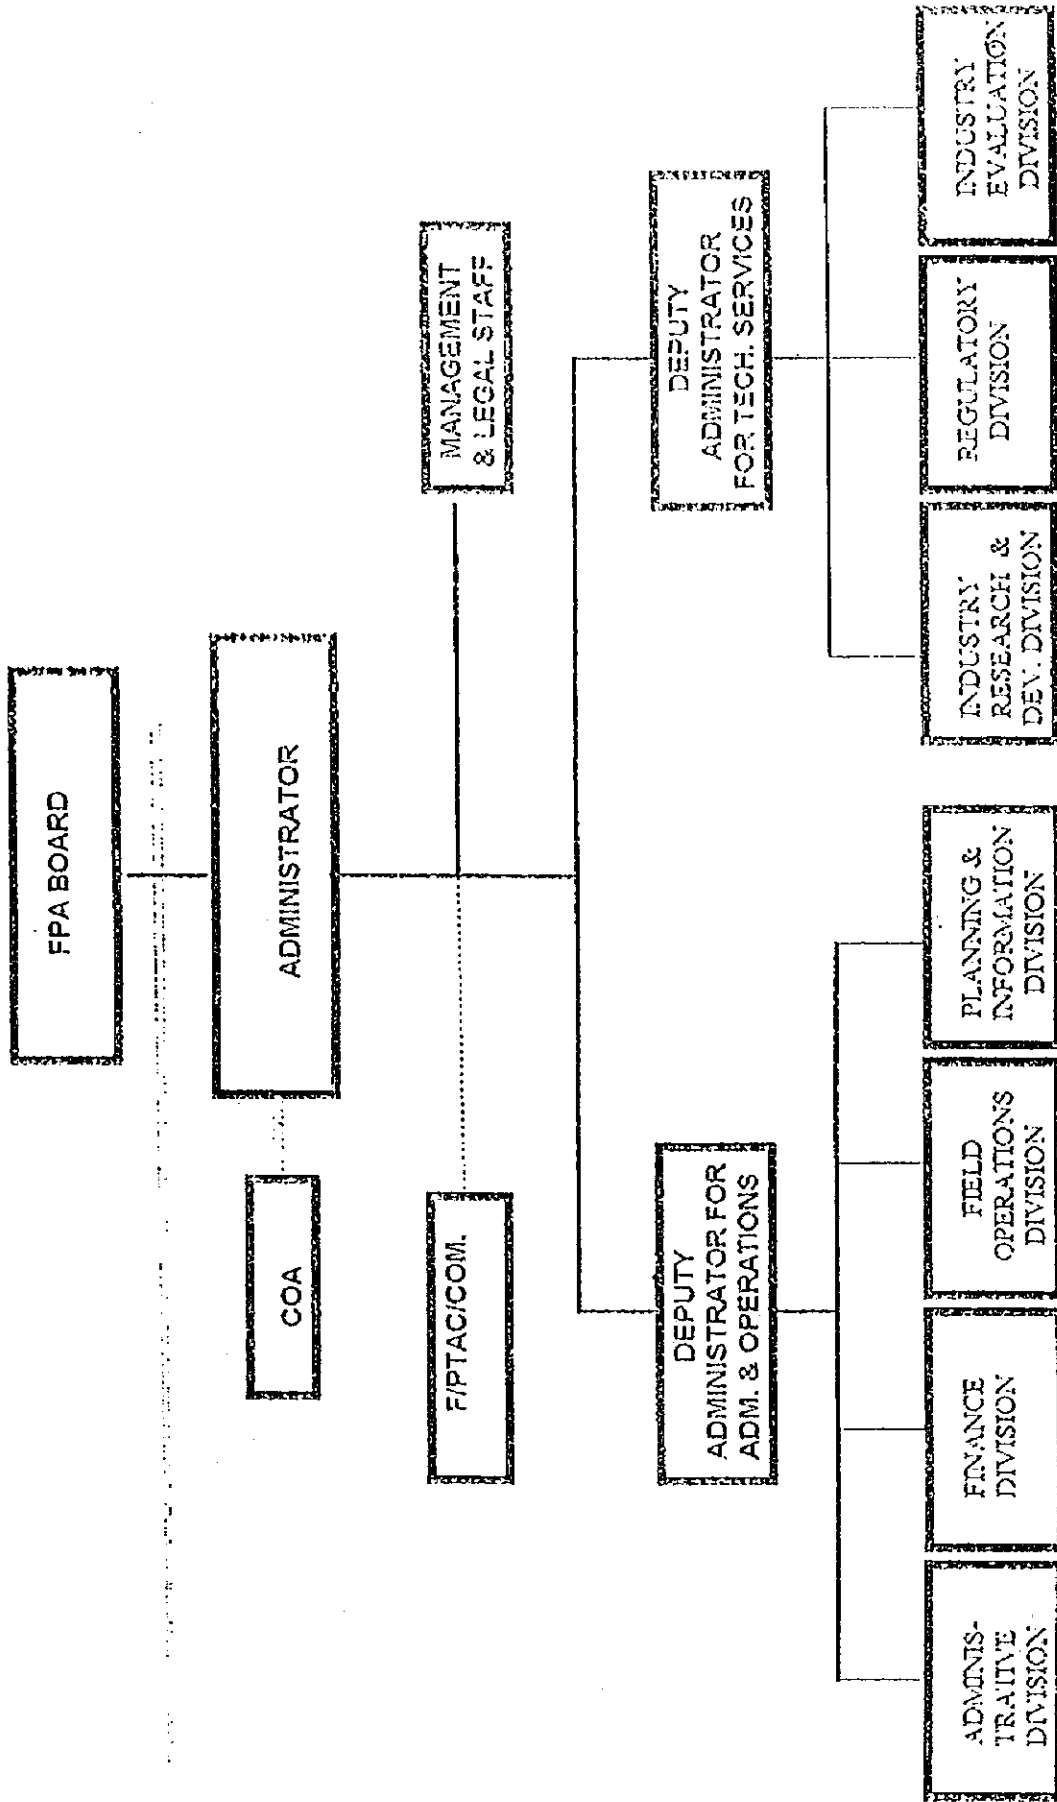 FPA BOARD
ADMINISTRATOR
COA
F/PTAC/COM.
MANAGEMENT
& LEGAL STAFF
DEPUTY
ADMINISTRATOR FOR
ADM. & OPERATIONS
DEPUTY
ADMINISTRATOR
FOR TECH. SERVICES
ADMINIS-
TRATIVE
DIVISION
FINANCE
DIVISION
FIELD
OPERATIONS
DIVISION
PLANNING &
INFORMATION
DIVISION
INDUSTRY
RESEARCH &
DEV. DIVISION
REGULATORY
DIVISION
INDUSTRY
EVALUATION
DIVISION